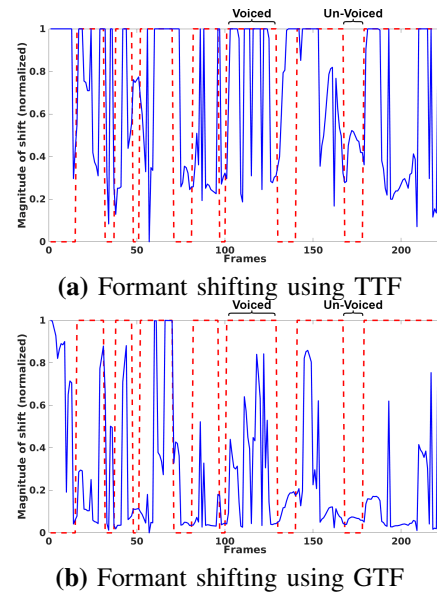 Voiced Un-Voiced
1
0.8
0.6
0.4
0.2
0
Magnitude of shift (normalized)
0 50 100 150 200
Frames
(a) Formant shifting using TTF
Voiced Un-Voiced
1
0.8
0.6
0.4
0.2
0
Magnitude of shift (normalized)
0 50 100 150 200
Frames
(b) Formant shifting using GTF